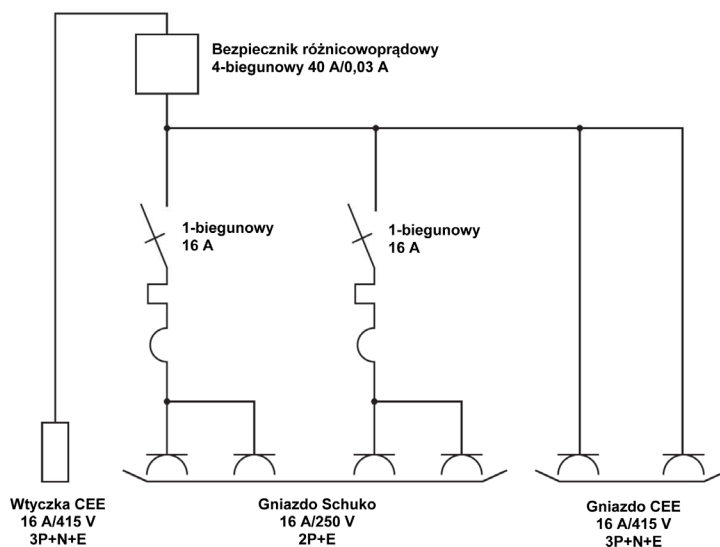 Bezpiecznik różnicowoprądowy
4-biegunowy 40 A/0,03 A
1-biegunowy
16 A
1-biegunowy
16 A
Wtyczka CEE
16 A/415 V
3P+N+E
Gniazdo Schuko
16 A/250 V
2P+E
Gniazdo CEE
16 A/415 V
3P+N+E